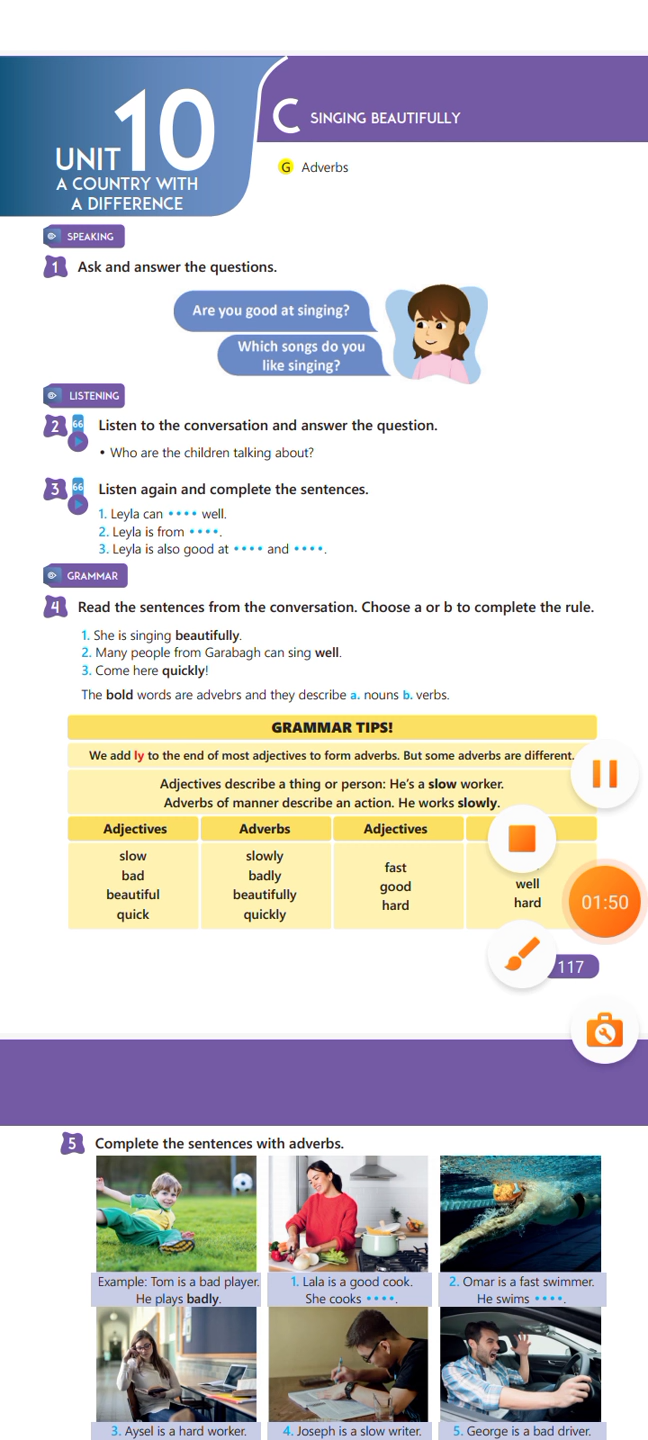 UNIT 10
A COUNTRY WITH
A DIFFERENCE
C SINGING BEAUTIFULLY
G Adverbs
SPEAKING
1 Ask and answer the questions.
Are you good at singing?
Which songs do you
like singing?
LISTENING
2 66 Listen to the conversation and answer the question.
• Who are the children talking about?
3 66 Listen again and complete the sentences.
1. Leyla can •••• well.
2. Leyla is from ••••.
3. Leyla is also good at •••• and ••••.
GRAMMAR
4 Read the sentences from the conversation. Choose a or b to complete the rule.
1. She is singing beautifully.
2. Many people from Garabagh can sing well.
3. Come here quickly!
The bold words are advebrs and they describe a. nouns b. verbs.
GRAMMAR TIPS!
We add ly to the end of most adjectives to form adverbs. But some adverbs are different.
Adjectives describe a thing or person: He's a slow worker.
Adverbs of manner describe an action. He works slowly.
Adjectives Adverbs Adjectives
slow slowly
bad badly
beautiful beautifully
quick quickly
fast
good well
hard hard
01:50
117
5 Complete the sentences with adverbs.
Example: Tom is a bad player.
He plays badly.
1. Lala is a good cook.
She cooks ••••.
2. Omar is a fast swimmer.
He swims ••••.
3. Aysel is a hard worker.
4. Joseph is a slow writer.
5. George is a bad driver.